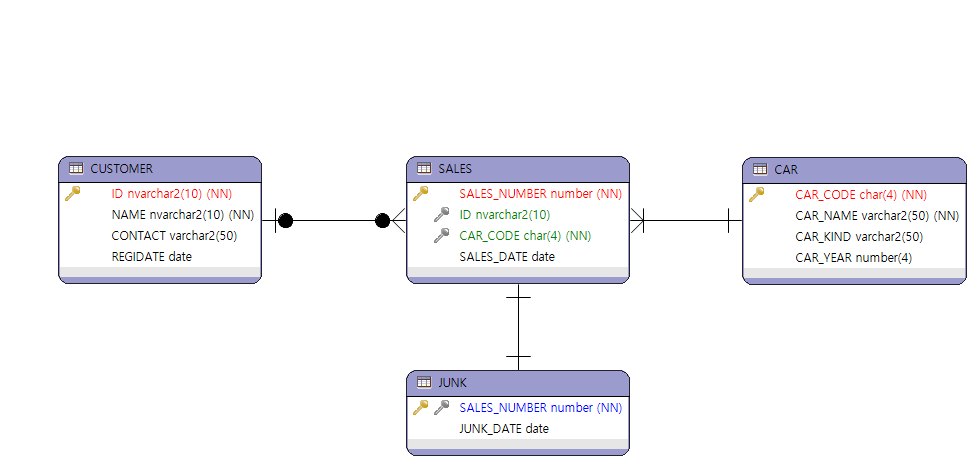 CUSTOMER
ID nvarchar2(10) (NN)
NAME nvarchar2(10) (NN)
CONTACT varchar2(50)
REGIDATE date
SALES
SALES_NUMBER number (NN)
ID nvarchar2(10)
CAR_CODE char(4) (NN)
SALES_DATE date
CAR
CAR_CODE char(4) (NN)
CAR_NAME varchar2(50) (NN)
CAR_KIND varchar2(50)
CAR_YEAR number(4)
JUNK
SALES_NUMBER number (NN)
JUNK_DATE date